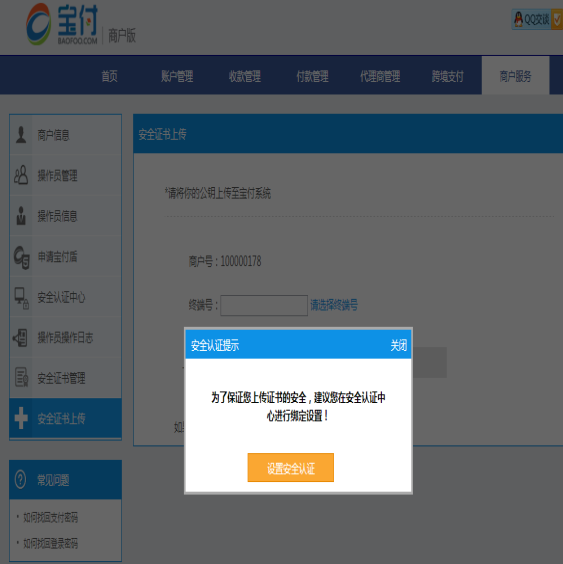 宝付
BAOFOO.COM
商户版
QQ交谈
首页 账户管理 收款管理 付款管理 代理商管理 跨境支付 商户服务
商户信息
操作员管理
操作员信息
申请宝付盾
安全认证中心
操作员操作日志
安全证书管理
安全证书上传
常见问题
· 如何找回支付密码
· 如何找回登录密码
安全证书上传
*请将你的公钥上传至宝付系统
商户号：100000178
终端号： 请选择终端号
安全认证提示 关闭
为了保证您上传证书的安全，建议您在安全认证中
心进行绑定设置！
设置安全认证
如